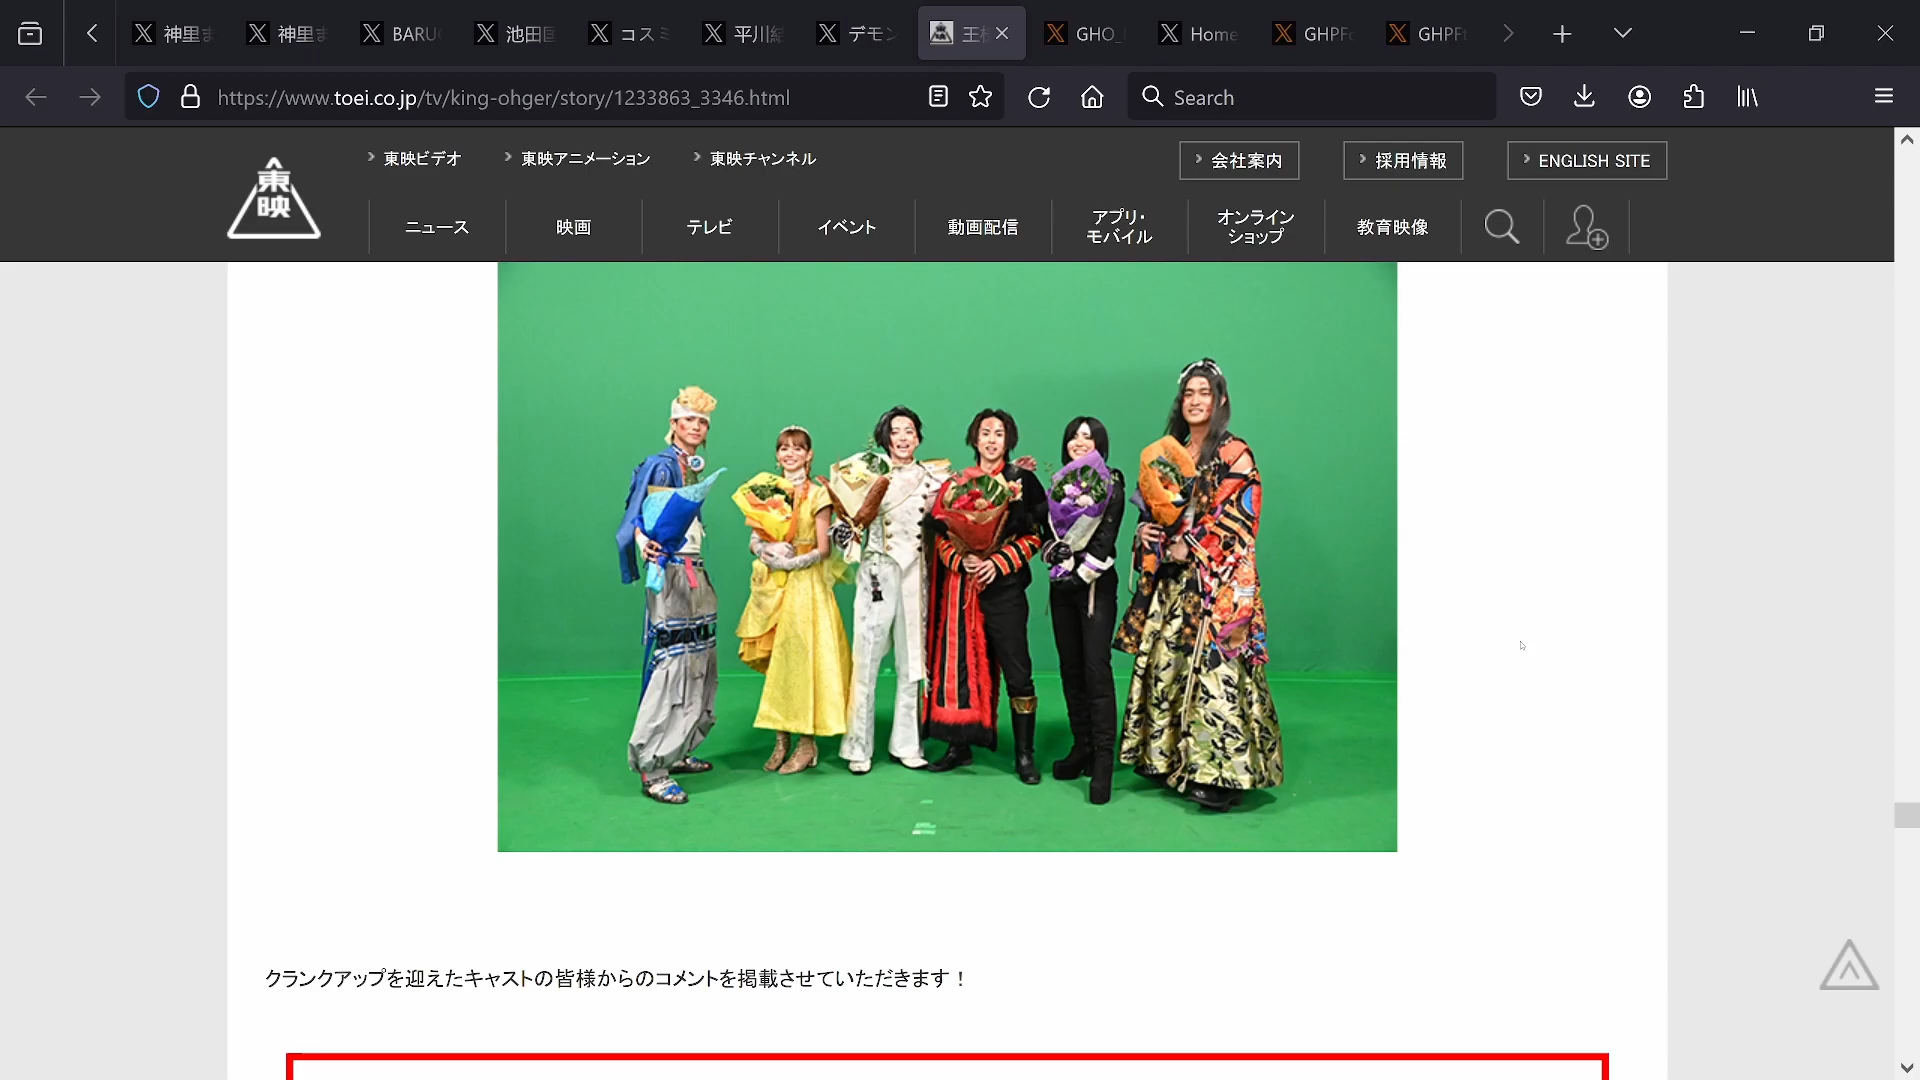 神里
神里
BARU
池田
コスミ
平川
デモン
王
GHO_
Home
GHPF
GHPF
https://www.toei.co.jp/tv/king-ohger/story/1233863_3346.html
Search
東映
東映ビデオ
東映アニメーション
東映チャンネル
会社案内
採用情報
ENGLISH SITE
ニュース
映画
テレビ
イベント
動画配信
アプリ・
モバイル
オンライン
ショップ
教育映像
クランクアップを迎えたキャストの皆様からのコメントを掲載させていただきます！